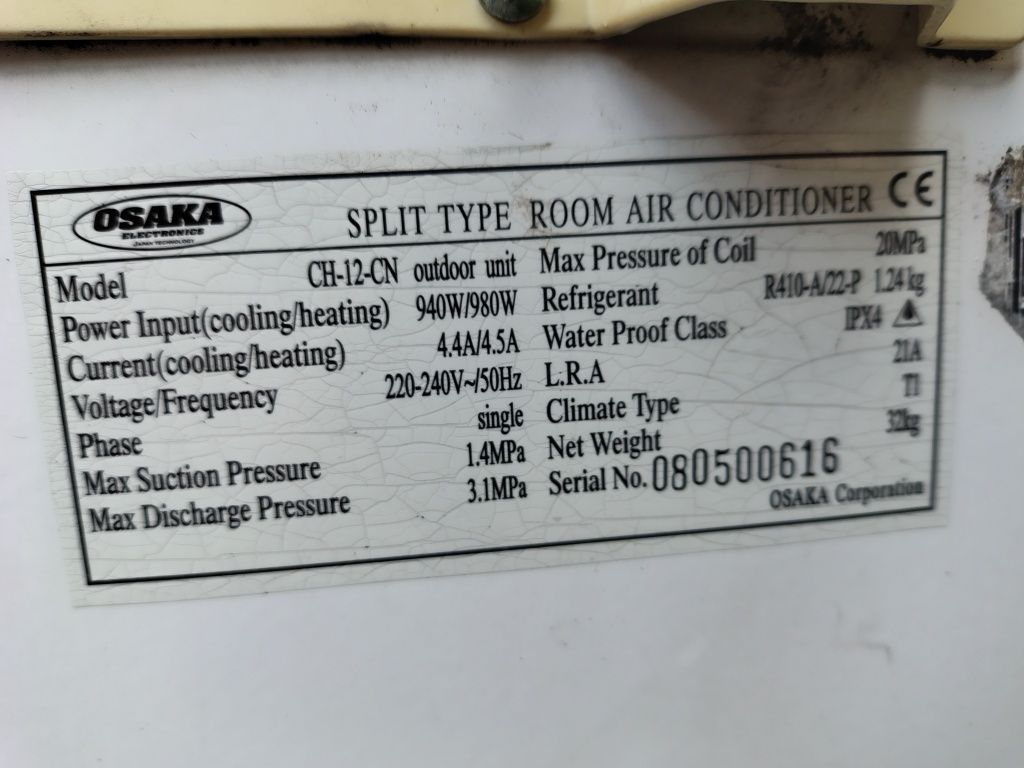 OSAKA
ELECTRONICS
JAPAN TECHNOLOGY
SPLIT TYPE ROOM AIR CONDITIONER CE
Model CH-12-CN outdoor unit
Power Input(cooling/heating) 940W/980W
Current(cooling/heating) 4.4A/4.5A
Voltage/Frequency 220-240V~/50Hz
Phase single
Max Suction Pressure 1.4MPa
Max Discharge Pressure 3.1MPa
Max Pressure of Coil 20MPa
Refrigerant R410-A/22-P 1.24kg
Water Proof Class IPX4
L.R.A 21A
Climate Type T1
Net Weight 32kg
Serial No. 080500616
OSAKA Corporation